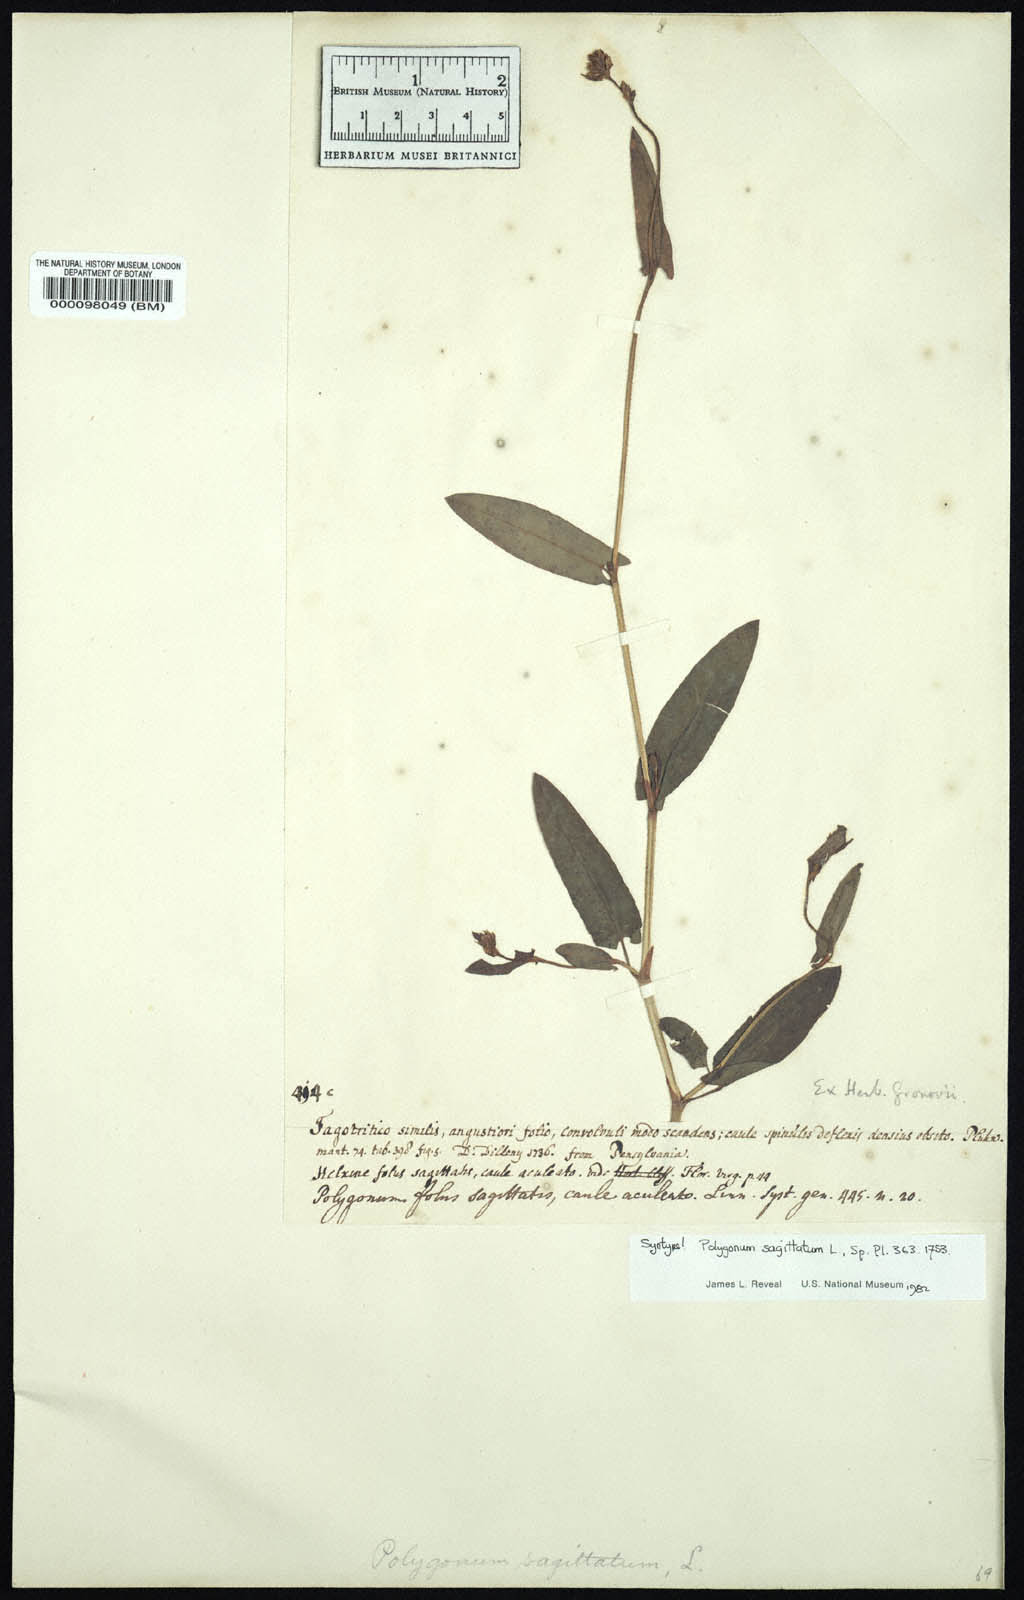 1 2
BRITISH MUSEUM (NATURAL HISTORY)
1 2 3 4 5
HERBARIUM MUSEI BRITANNICI
THE NATURAL HISTORY MUSEUM, LONDON
DEPARTMENT OF BOTANY
000098049 (BM)
Ex Herb. Gronovii.
Fagotritico similis, angustiori folio, convolvuli modo scandens; caule spinulis deflexis densius obsito. Plukn.
mant. 74. tab. 398 fig. 5. D. Dilleny 1736. from Pensylvania.
Helxine foliis sagittatis, caule aculeato. Flor. Virg. p. 44
Polygonum foliis sagittatis, caule aculeato. Linn. Syst. gen. 445. n. 20.
Syntype! Polygonum sagittatum L., Sp. Pl. 363. 1753.
James L. Reveal U.S. National Museum 1982
Polygonum sagittatum, L.
69